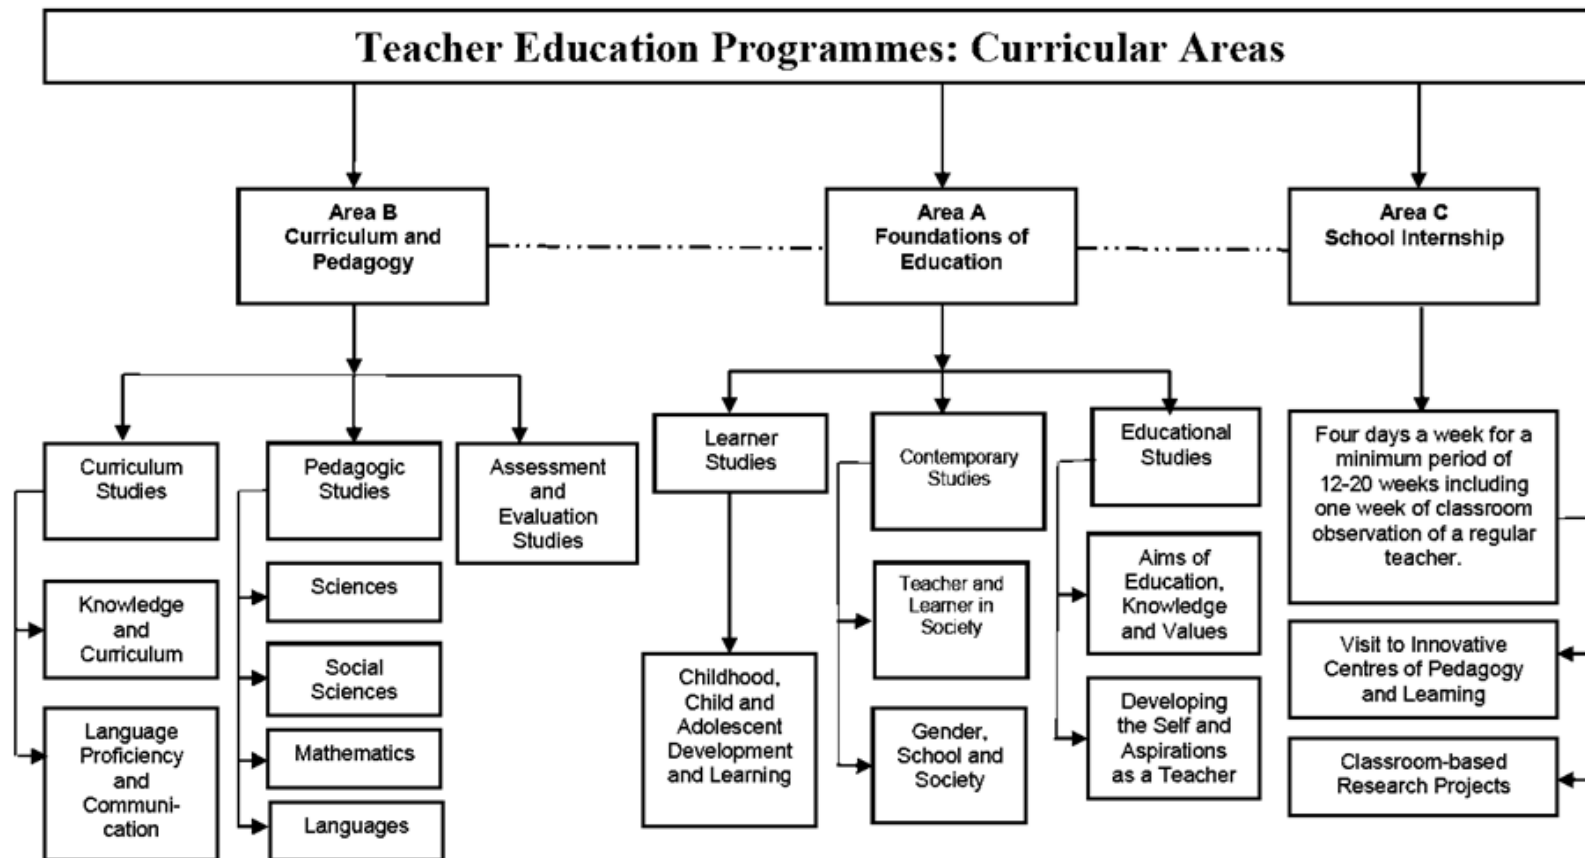 Teacher Education Programmes: Curricular Areas
Area B
Curriculum and
Pedagogy
Area A
Foundations of
Education
Area C
School Internship
Curriculum
Studies
Knowledge
and
Curriculum
Language
Proficiency
and
Communi-
cation
Pedagogic
Studies
Sciences
Social
Sciences
Mathematics
Languages
Assessment
and
Evaluation
Studies
Learner
Studies
Childhood,
Child and
Adolescent
Development
and Learning
Contemporary
Studies
Teacher and
Learner in
Society
Gender,
School and
Society
Educational
Studies
Aims of
Education,
Knowledge
and Values
Developing
the Self and
Aspirations
as a Teacher
Four days a week for a
minimum period of
12-20 weeks including
one week of classroom
observation of a regular
teacher.
Visit to Innovative
Centres of Pedagogy
and Learning
Classroom-based
Research Projects